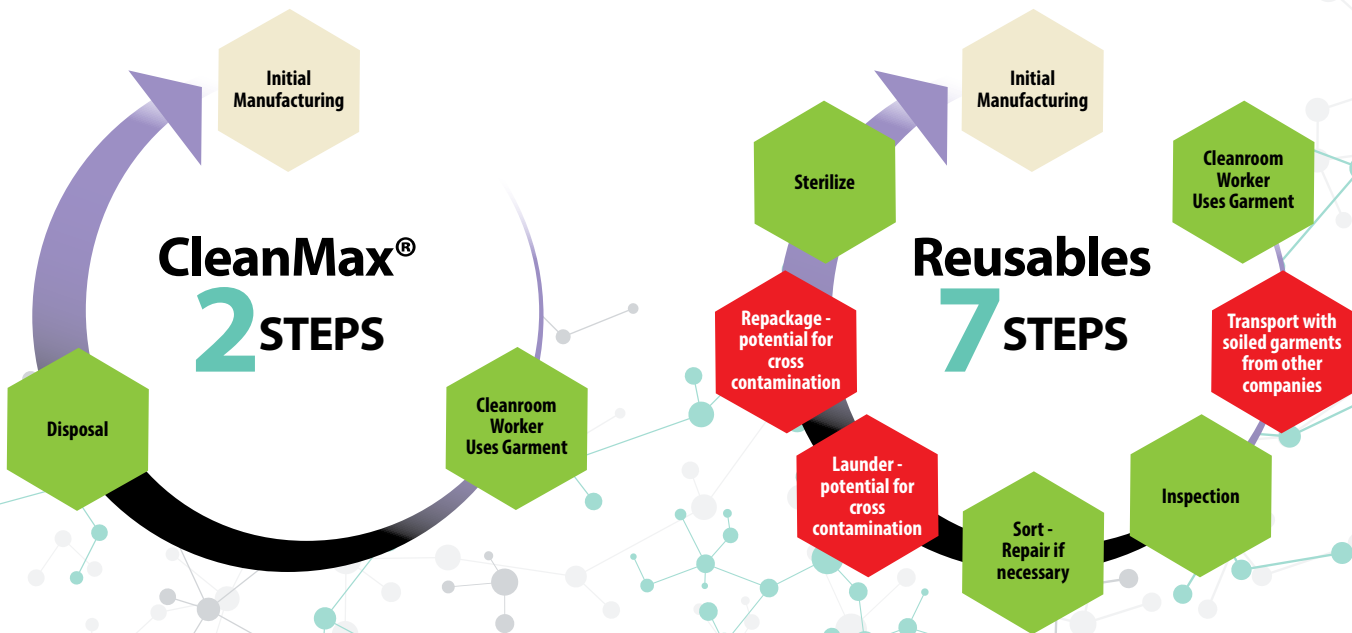 Initial
Manufacturing
CleanMax®
2 STEPS
Cleanroom
Worker
Uses Garment
Disposal
Initial
Manufacturing
Reusables
7 STEPS
Cleanroom
Worker
Uses Garment
Transport with
soiled garments
from other
companies
Inspection
Sort -
Repair if
necessary
Launder -
potential for
cross
contamination
Repackage -
potential for
cross
contamination
Sterilize